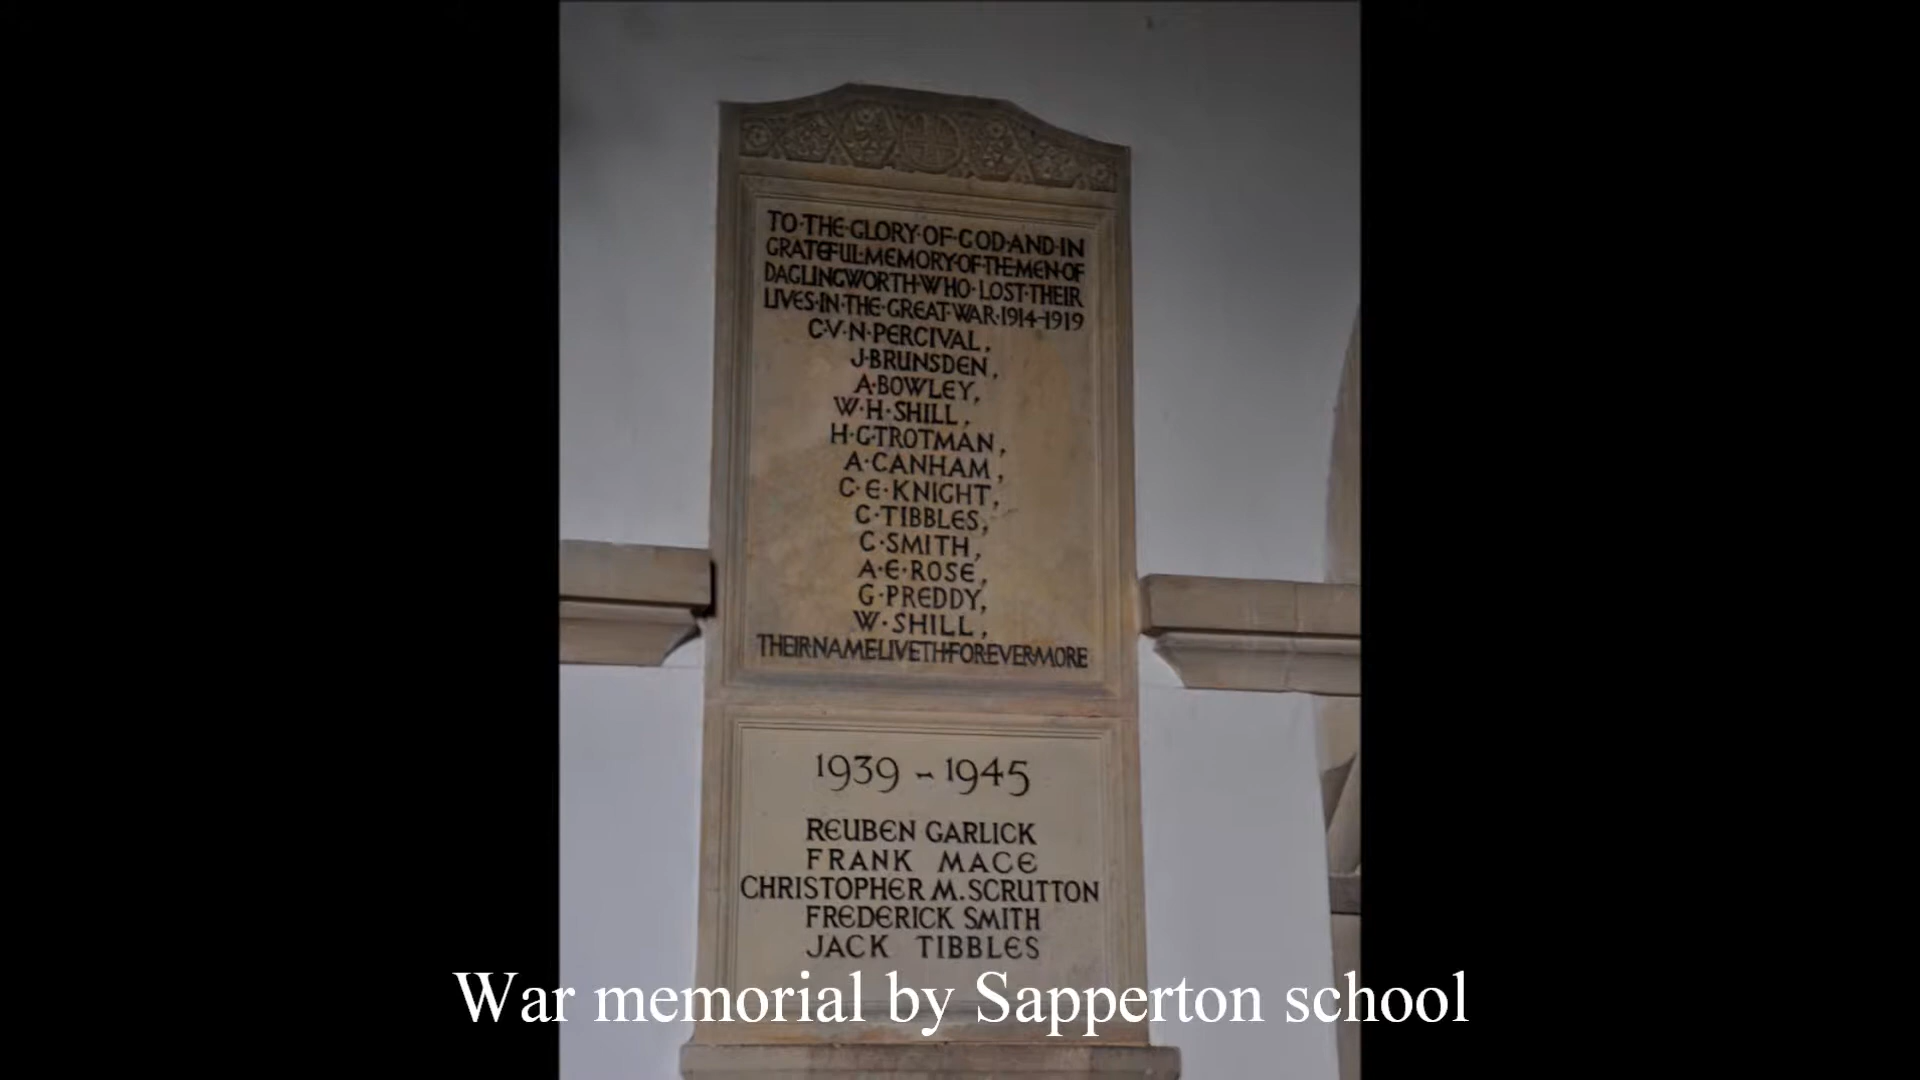 TO·THE·GLORY·OF·GOD·AND·IN
GRATEFUL·MEMORY·OF·THE·MEN·OF
DAGLINGWORTH·WHO·LOST·THEIR
LIVES·IN·THE·GREAT·WAR·1914-1919
C·V·N·PERCIVAL,
J·BRUNSDEN,
A·BOWLEY,
W·H·SHILL,
H·G·TROTMAN,
A·CANHAM,
C·E·KNIGHT,
C·TIBBLES,
C·SMITH,
A·E·ROSE,
G·PREDDY,
W·SHILL,
THEIR·NAME·LIVETH·FOR·EVERMORE
1939-1945
REUBEN GARLICK
FRANK MACE
CHRISTOPHER M. SCRUTTON
FREDERICK SMITH
JACK TIBBLES
War memorial by Sapperton school